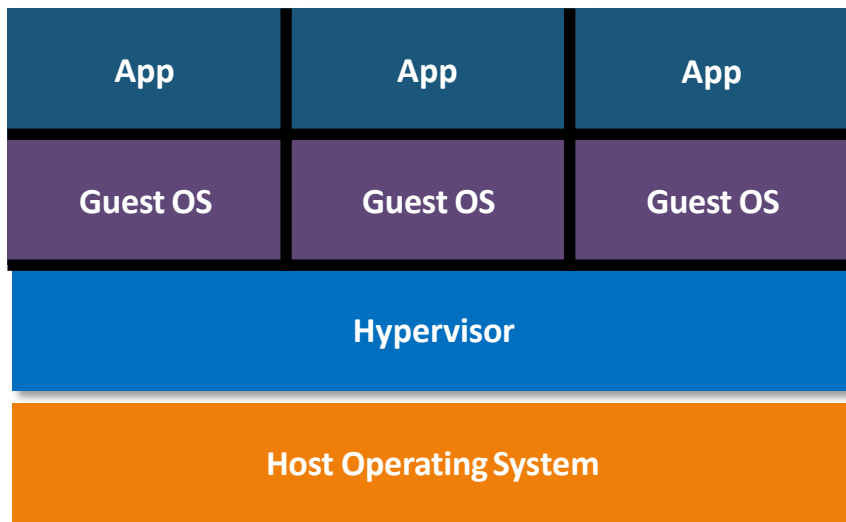 App App App
Guest OS Guest OS Guest OS
Hypervisor
Host Operating System